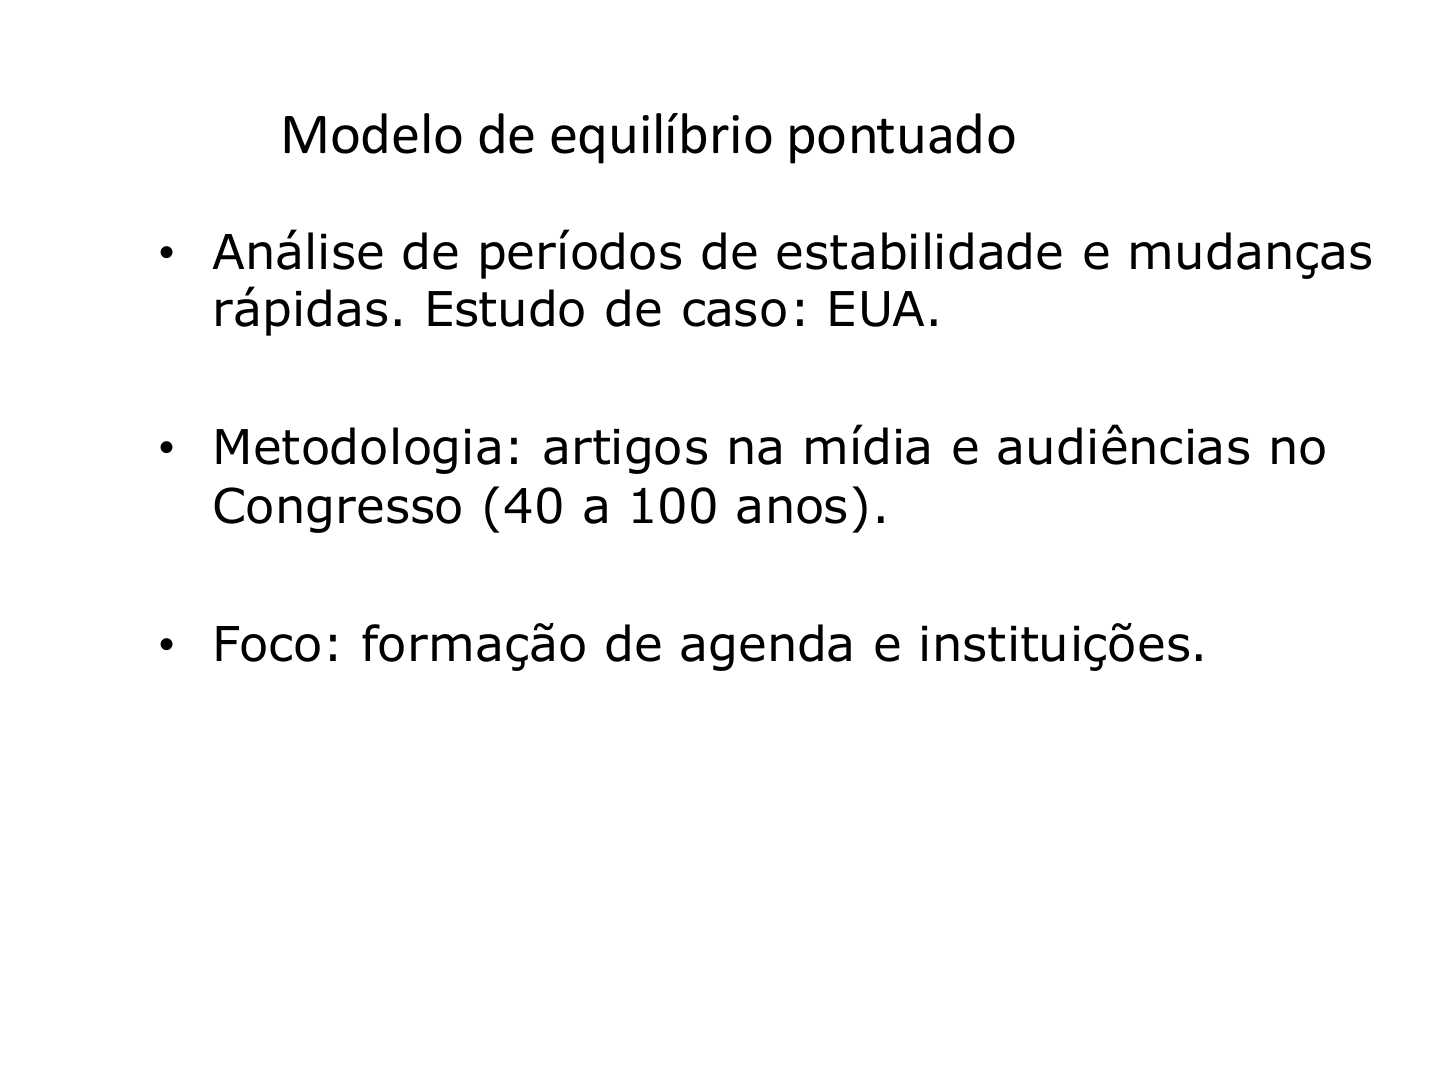 Modelo de equilíbrio pontuado
• Análise de períodos de estabilidade e mudanças
rápidas. Estudo de caso: EUA.
• Metodologia: artigos na mídia e audiências no
Congresso (40 a 100 anos).
• Foco: formação de agenda e instituições.